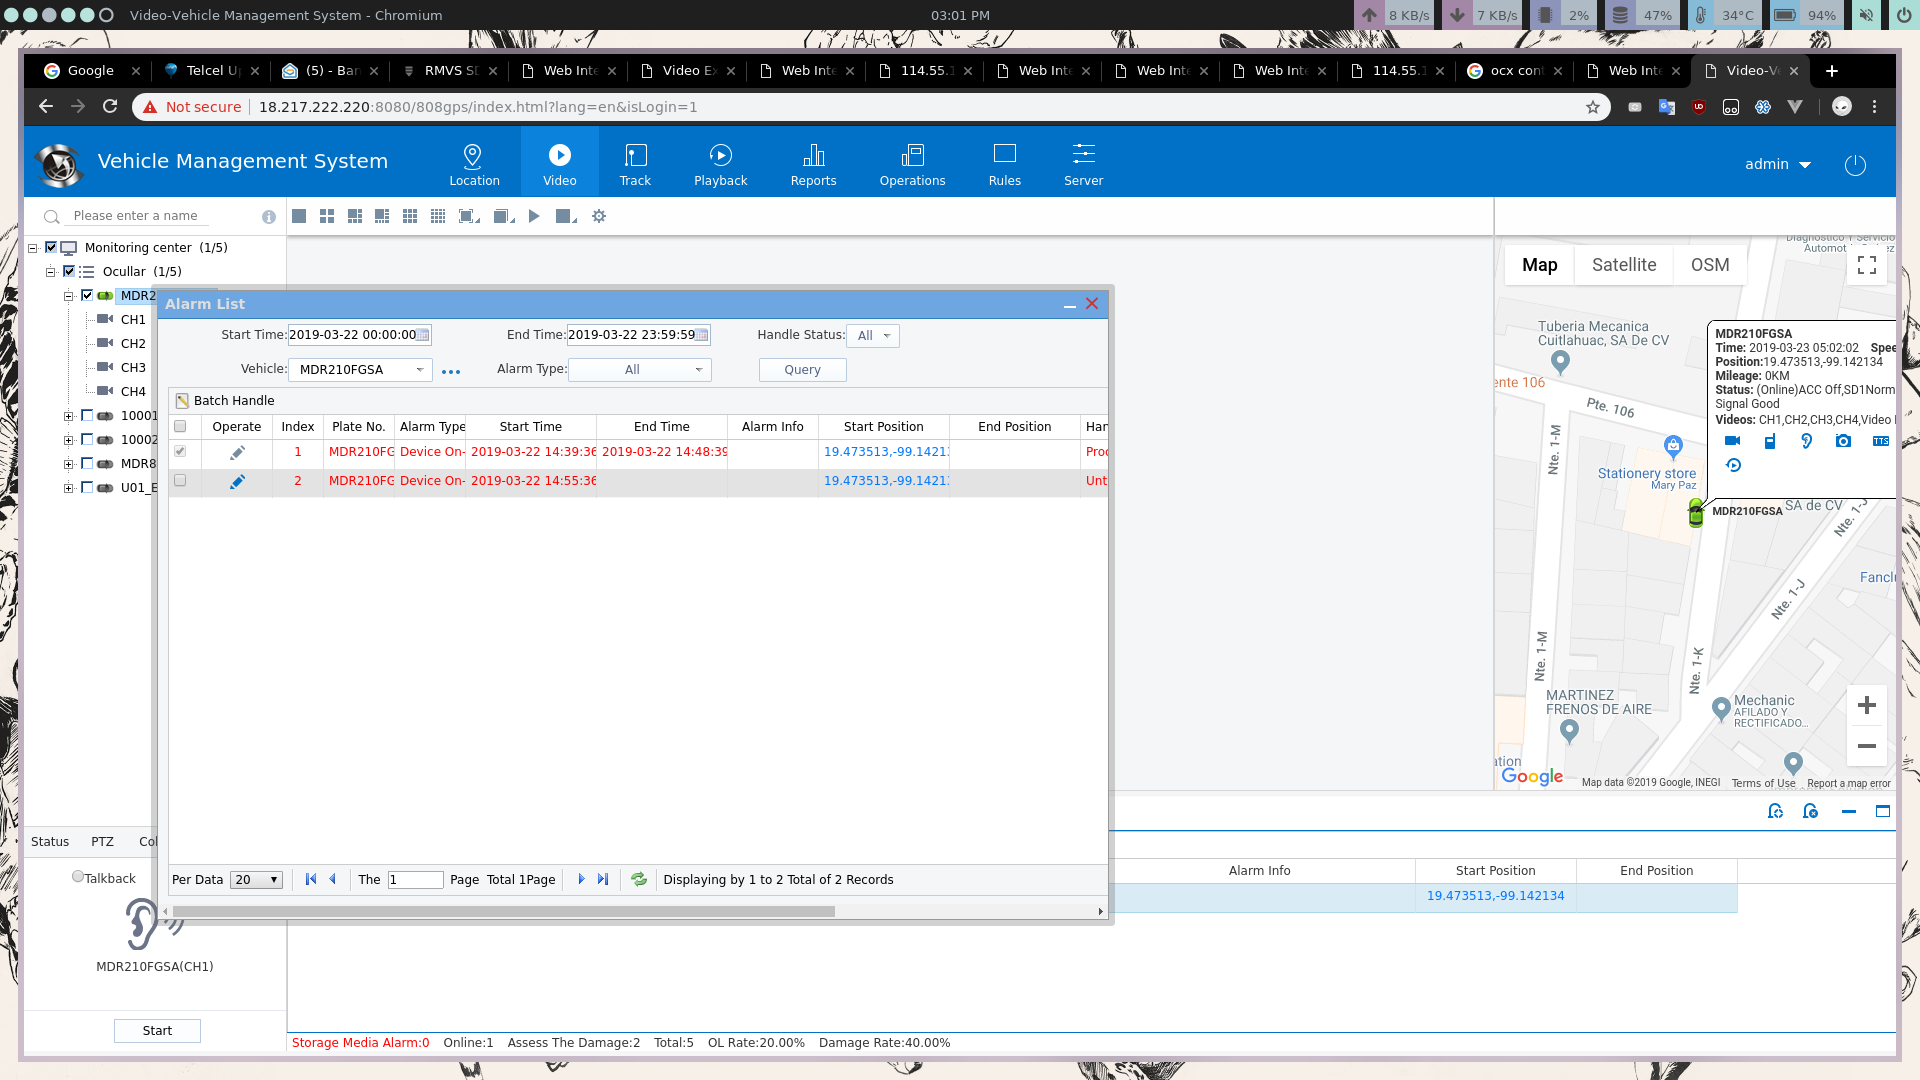 Video-Vehicle Management System - Chromium
03:01 PM
8 KB/s
7 KB/s
2%
47%
34°C
94%
Google
Telcel U
(5) - Ban
RMVS S
Web Inte
Video E
Web Inte
114.55.1
Web Inte
Web Inte
Web Inte
114.55.1
ocx cont
Web Inte
Video-V
Not secure
18.217.222.220:8080/808gps/index.html?lang=en&isLogin=1
Vehicle Management System
Location
Video
Track
Playback
Reports
Operations
Rules
Server
admin
Please enter a name
Monitoring center (1/5)
Ocullar (1/5)
MDR2
CH1
CH2
CH3
CH4
10001
10002
MDR8
U01_E
Alarm List
Start Time: 2019-03-22 00:00:00
End Time: 2019-03-22 23:59:59
Handle Status: All
Vehicle: MDR210FGSA
Alarm Type: All
Query
Batch Handle
Operate Index Plate No. Alarm Type Start Time End Time Alarm Info Start Position End Position Han
1 MDR210FG Device On- 2019-03-22 14:39:36 2019-03-22 14:48:39 19.473513,-99.1421 Proc
2 MDR210FG Device On- 2019-03-22 14:55:36 19.473513,-99.1421 Unt
Per Data 20 The 1 Page Total 1Page Displaying by 1 to 2 Total of 2 Records
Map
Satellite
OSM
Diagnostico Y Servicio
Automot
Tuberia Mecanica
Cuitlahuac, SA De CV
ente 106
Pte. 106
Nte. 1-M
Stationery store
Mary Paz
MDR210FGSA
Time: 2019-03-23 05:02:02 Spee
Position:19.473513,-99.142134
Mileage: 0KM
Status: (Online)ACC Off,SD1Norm
Signal Good
Videos: CH1,CH2,CH3,CH4,Video
TTS
MDR210FGSA
SA de CV
Nte. 1-J
Fancl
Nte. 1-J
Nte. 1-M
Nte. 1-K
MARTINEZ
FRENOS DE AIRE
Mechanic
AFILADO Y
RECTIFICADO...
ation
Google
Map data ©2019 Google, INEGI
Terms of Use
Report a map error
Status
PTZ
Col
Talkback
MDR210FGSA(CH1)
Start
Alarm Info
Start Position
End Position
19.473513,-99.142134
Storage Media Alarm:0 Online:1 Assess The Damage:2 Total:5 OL Rate:20.00% Damage Rate:40.00%